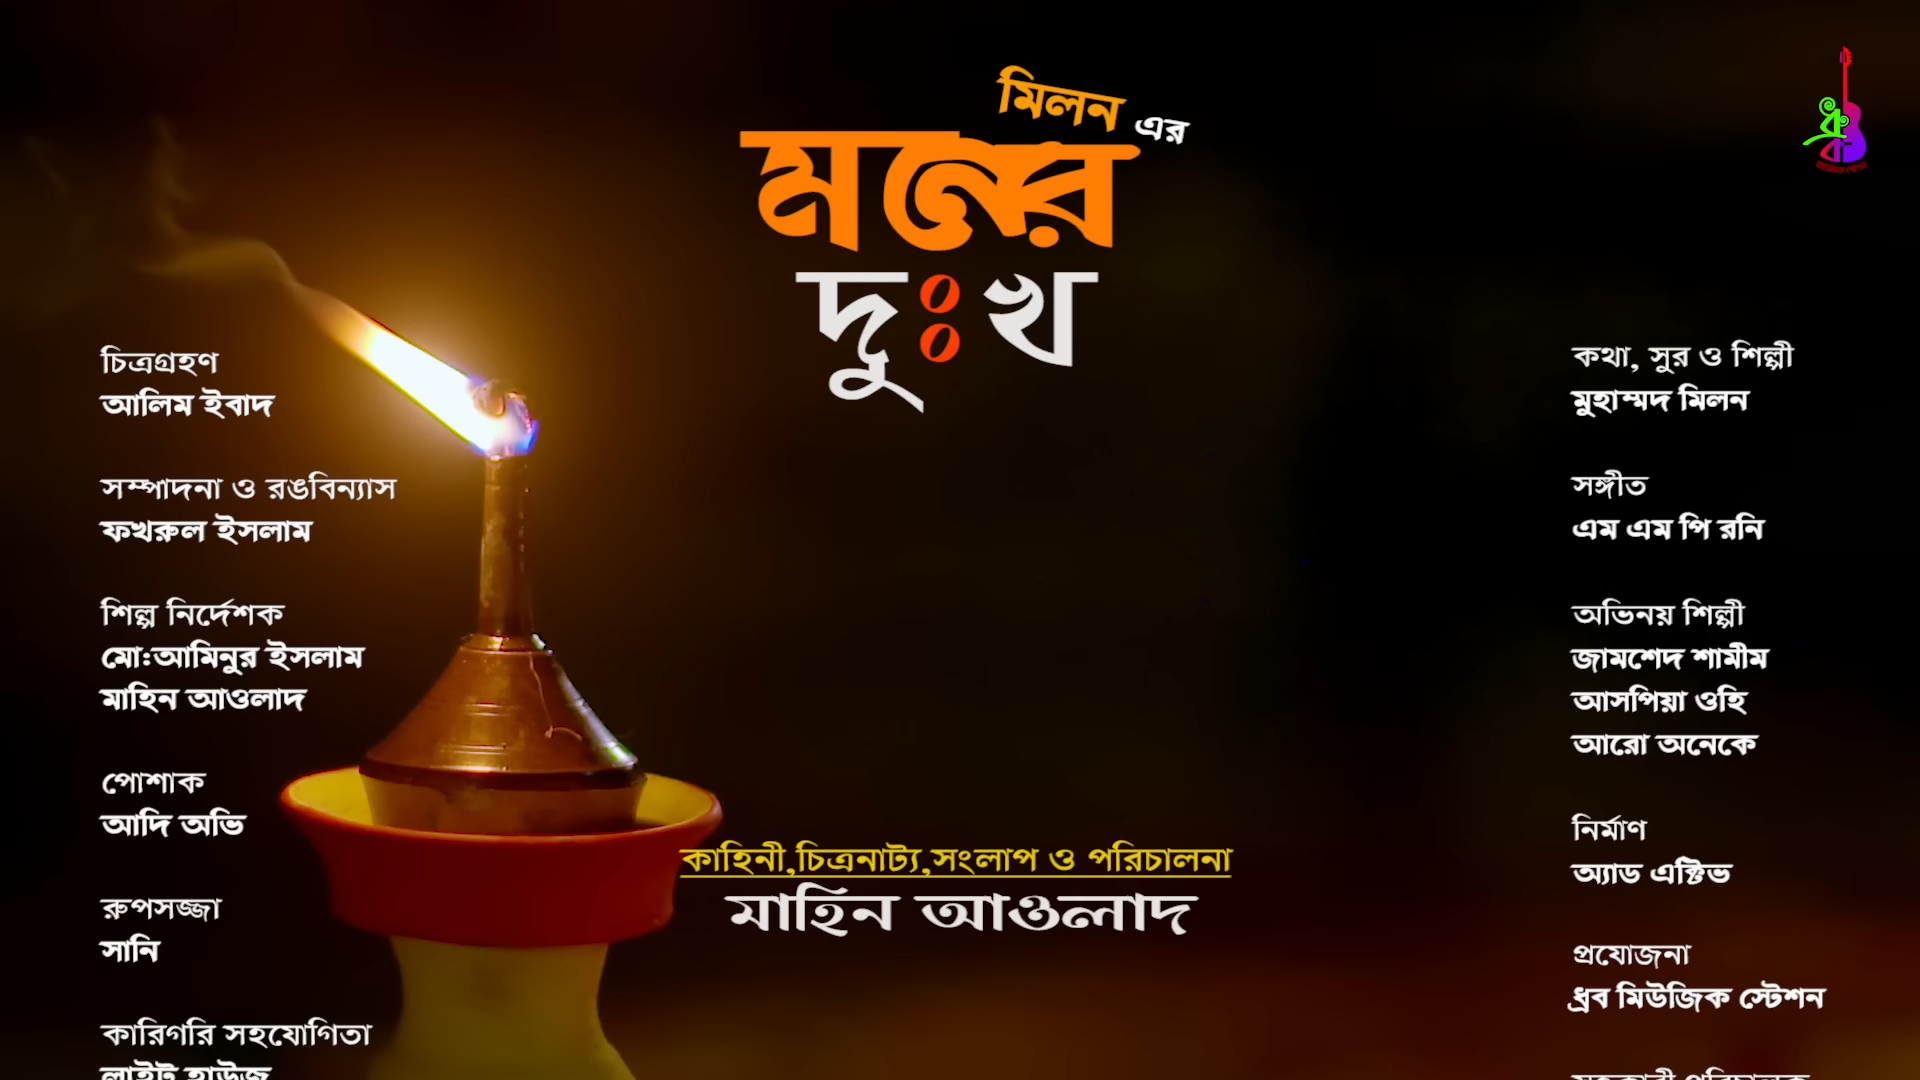 মিলন এর
মনের
দুঃখ
চিত্রগ্রহণ
আলিম ইবাদ
সম্পাদনা ও রঙবিন্যাস
ফখরুল ইসলাম
শিল্প নির্দেশক
মো:আমিনুর ইসলাম
মাহিন আওলাদ
পোশাক
আদি অভি
রুপসজ্জা
সানি
কারিগরি সহযোগিতা
লাইট হাউজ
কাহিনী,চিত্রনাট্য,সংলাপ ও পরিচালনা
মাহিন আওলাদ
কথা, সুর ও শিল্পী
মুহাম্মদ মিলন
সঙ্গীত
এম এম পি রনি
অভিনয় শিল্পী
জামশেদ শামীম
আসপিয়া ওহি
আরো অনেকে
নির্মাণ
অ্যাড এক্টিভ
প্রযোজনা
ধ্রুব মিউজিক স্টেশন